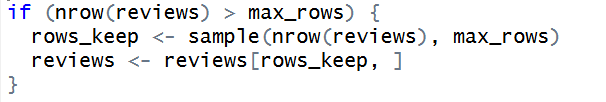 if (nrow(reviews) > max_rows) {
  rows_keep <- sample(nrow(reviews), max_rows)
  reviews <- reviews[rows_keep, ]
}